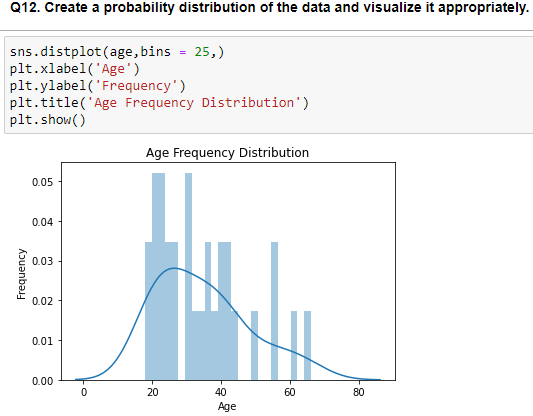 Q12. Create a probability distribution of the data and visualize it appropriately.
sns.distplot(age,bins = 25,)
plt.xlabel('Age')
plt.ylabel('Frequency')
plt.title('Age Frequency Distribution')
plt.show()
Age Frequency Distribution
0.05
0.04
0.03
0.02
0.01
0.00
Frequency
0 20 40 60 80
Age